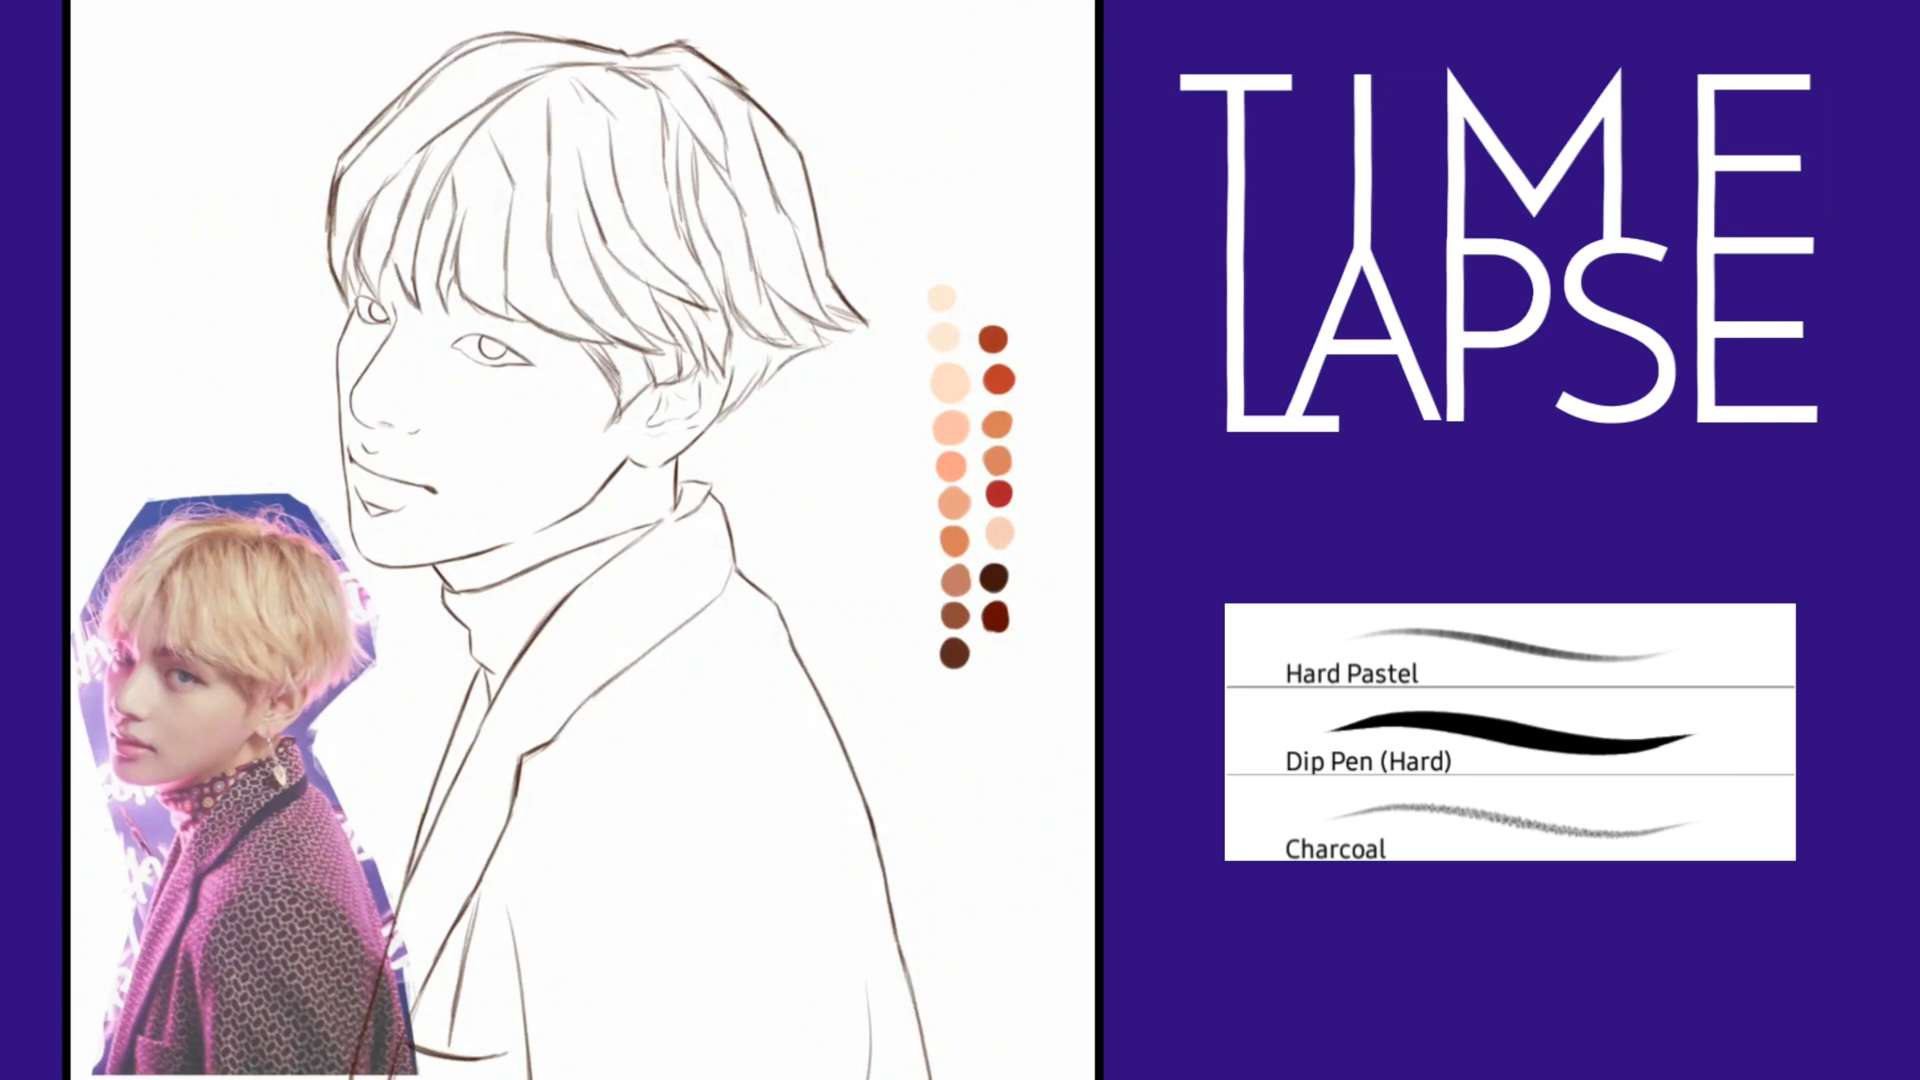 TIME
LAPSE
Hard Pastel
Dip Pen (Hard)
Charcoal